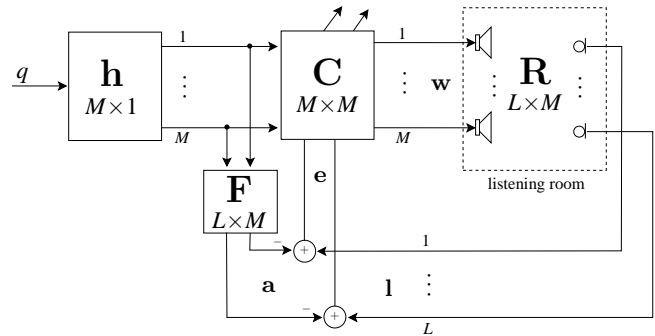 q
h
M×1
1
⋮
M
C
M×M
1
⋮
w
M
⋮
R
L×M
⋮
listening room
F
L×M
e
−
+
1
a
l
⋮
−
+
L